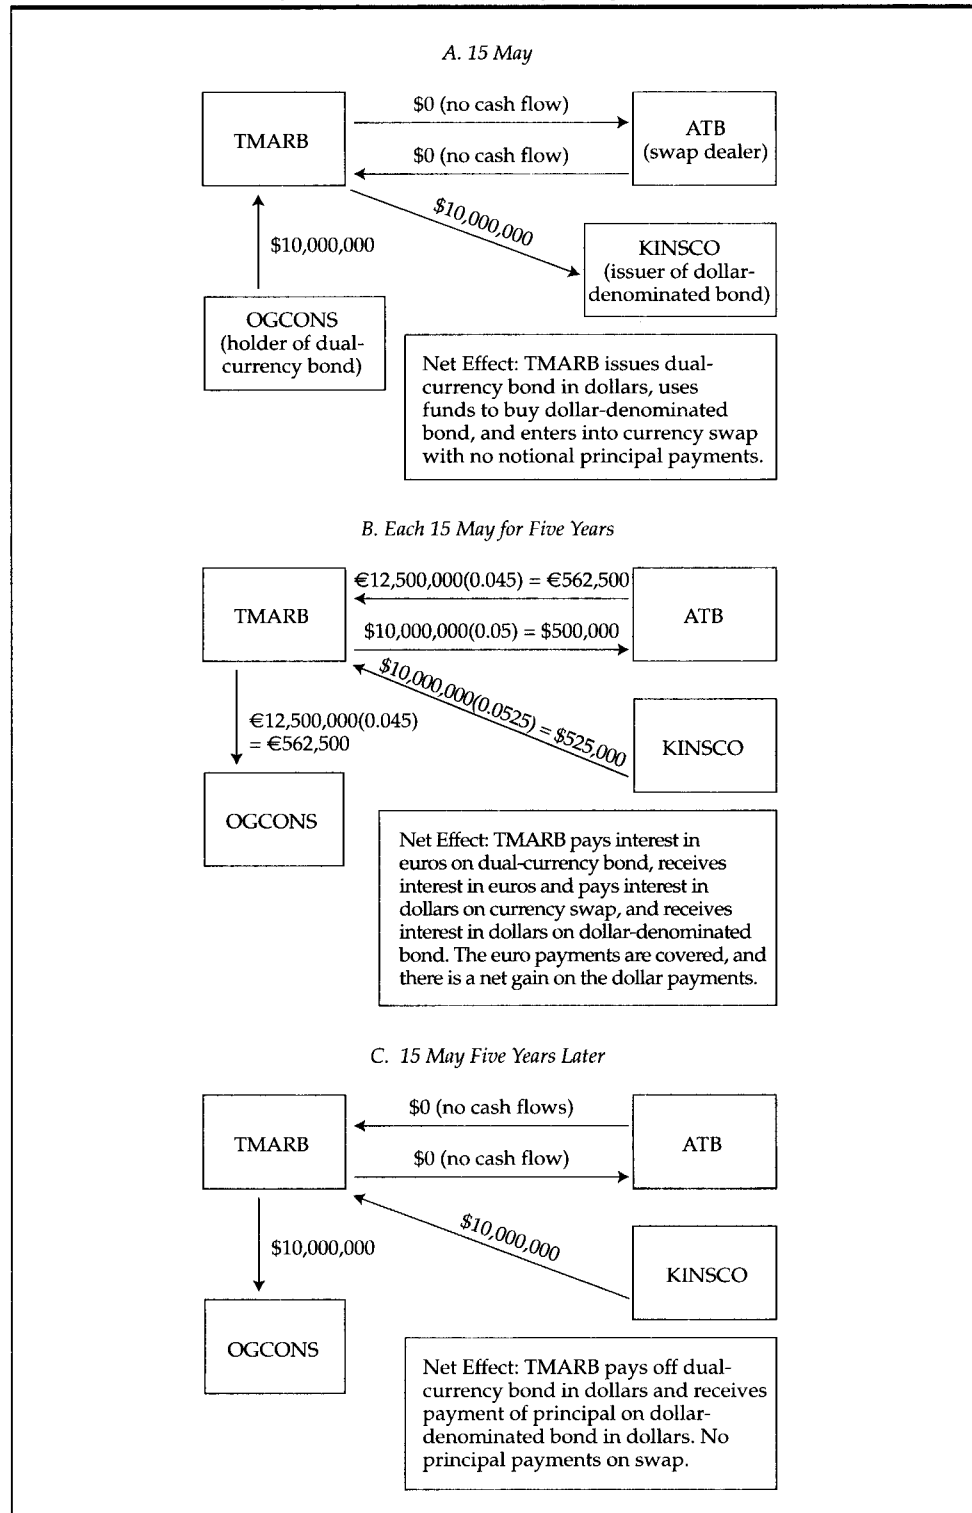 A. 15 May
$0 (no cash flow)
TMARB
ATB
(swap dealer)
$0 (no cash flow)
$10,000,000
$10,000,000
KINSCO
(issuer of dollar-
denominated bond)
OGCONS
(holder of dual-
currency bond)
Net Effect: TMARB issues dual-
currency bond in dollars, uses
funds to buy dollar-denominated
bond, and enters into currency swap
with no notional principal payments.
B. Each 15 May for Five Years
€12,500,000(0.045) = €562,500
TMARB
ATB
$10,000,000(0.05) = $500,000
$10,000,000(0.0525) = $525,000
€12,500,000(0.045)
= €562,500
KINSCO
OGCONS
Net Effect: TMARB pays interest in
euros on dual-currency bond, receives
interest in euros and pays interest in
dollars on currency swap, and receives
interest in dollars on dollar-denominated
bond. The euro payments are covered, and
there is a net gain on the dollar payments.
C. 15 May Five Years Later
$0 (no cash flows)
TMARB
ATB
$0 (no cash flow)
$10,000,000
$10,000,000
KINSCO
OGCONS
Net Effect: TMARB pays off dual-
currency bond in dollars and receives
payment of principal on dollar-
denominated bond in dollars. No
principal payments on swap.